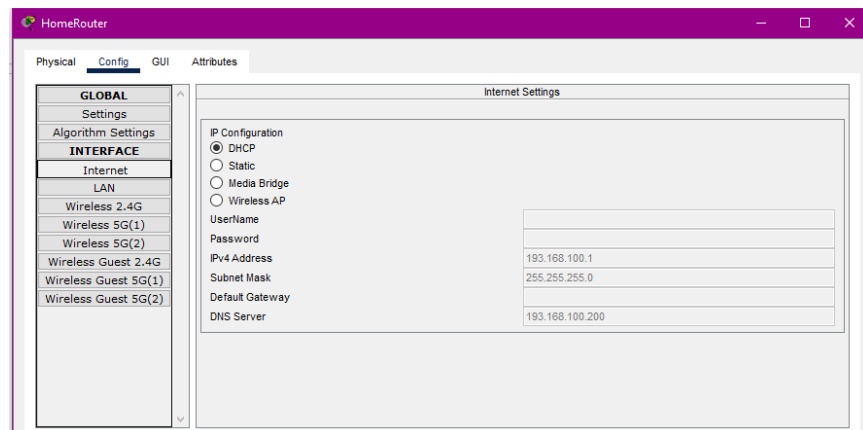 HomeRouter
Physical Config GUI Attributes
GLOBAL
Settings
Algorithm Settings
INTERFACE
Internet
LAN
Wireless 2.4G
Wireless 5G(1)
Wireless 5G(2)
Wireless Guest 2.4G
Wireless Guest 5G(1)
Wireless Guest 5G(2)
Internet Settings
IP Configuration
DHCP
Static
Media Bridge
Wireless AP
UserName
Password
IPv4 Address 193.168.100.1
Subnet Mask 255.255.255.0
Default Gateway
DNS Server 193.168.100.200